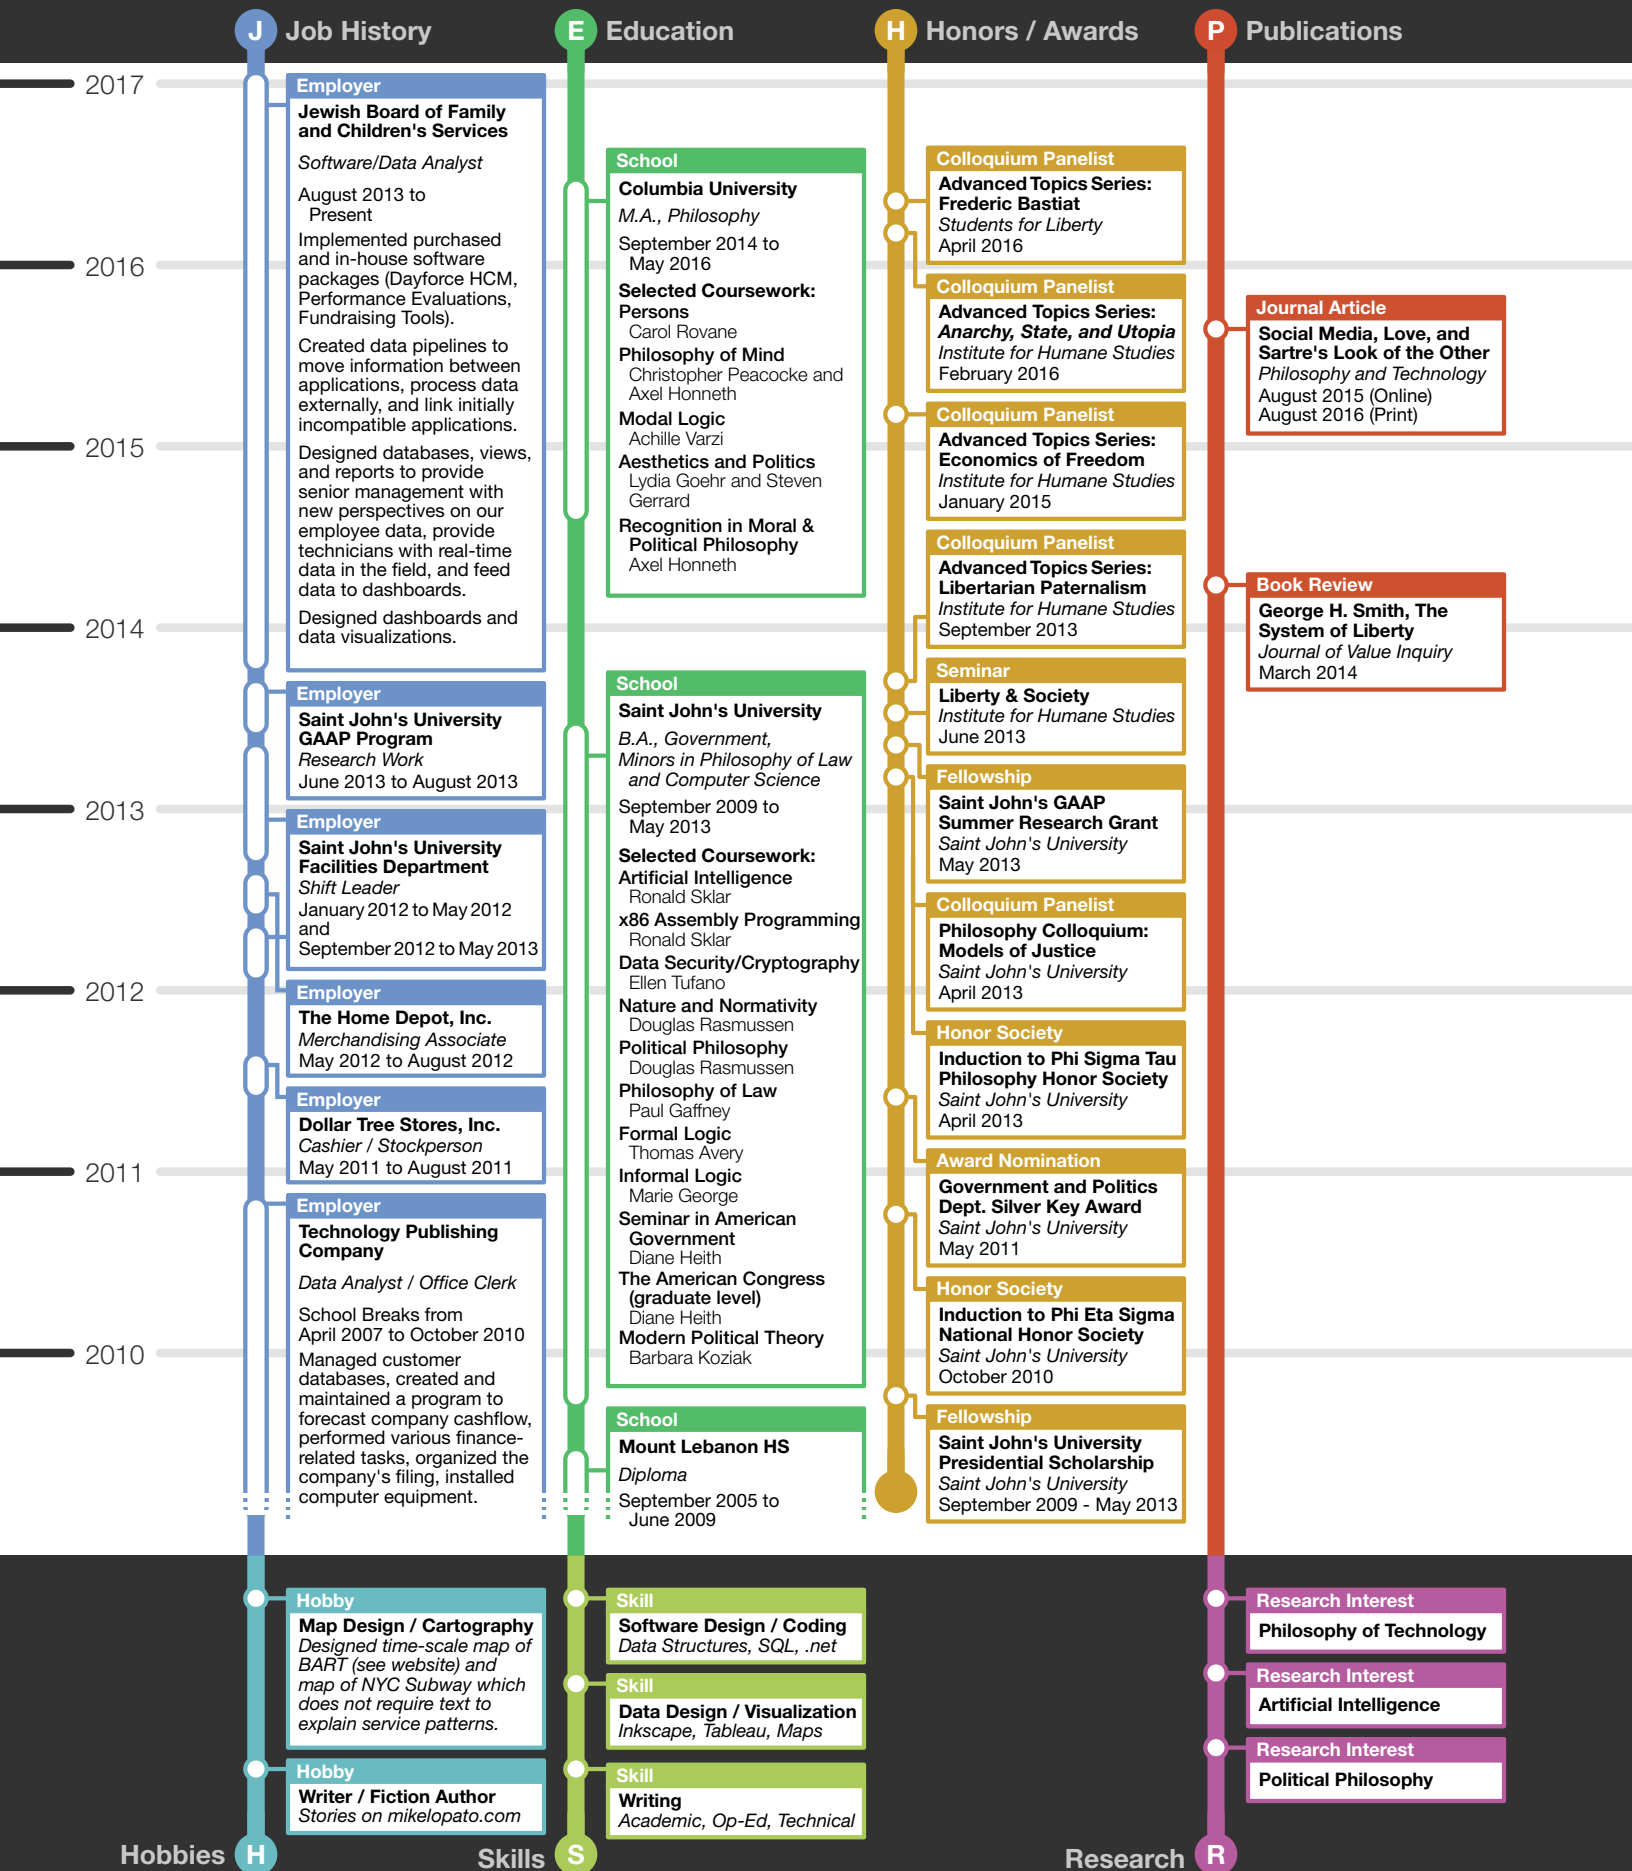 J Job History
E Education
H Honors / Awards
P Publications
2017
2016
2015
2014
2013
2012
2011
2010
Employer
Jewish Board of Family
and Children's Services
Software/Data Analyst
August 2013 to
Present
Implemented purchased
and in-house software
packages (Dayforce HCM,
Performance Evaluations,
Fundraising Tools).
Created data pipelines to
move information between
applications, process data
externally, and link initially
incompatible applications.
Designed databases, views,
and reports to provide
senior management with
new perspectives on our
employee data, provide
technicians with real-time
data in the field, and feed
data to dashboards.
Designed dashboards and
data visualizations.
Employer
Saint John's University
GAAP Program
Research Work
June 2013 to August 2013
Employer
Saint John's University
Facilities Department
Shift Leader
January 2012 to May 2012
and
September 2012 to May 2013
Employer
The Home Depot, Inc.
Merchandising Associate
May 2012 to August 2012
Employer
Dollar Tree Stores, Inc.
Cashier / Stockperson
May 2011 to August 2011
Employer
Technology Publishing
Company
Data Analyst / Office Clerk
School Breaks from
April 2007 to October 2010
Managed customer
databases, created and
maintained a program to
forecast company cashflow,
performed various finance-
related tasks, organized the
company's filing, installed
computer equipment.
School
Columbia University
M.A., Philosophy
September 2014 to
May 2016
Selected Coursework:
Persons
Carol Rovane
Philosophy of Mind
Christopher Peacocke and
Axel Honneth
Modal Logic
Achille Varzi
Aesthetics and Politics
Lydia Goehr and Steven
Gerrard
Recognition in Moral &
Political Philosophy
Axel Honneth
School
Saint John's University
B.A., Government,
Minors in Philosophy of Law
and Computer Science
September 2009 to
May 2013
Selected Coursework:
Artificial Intelligence
Ronald Sklar
x86 Assembly Programming
Ronald Sklar
Data Security/Cryptography
Ellen Tufano
Nature and Normativity
Douglas Rasmussen
Political Philosophy
Douglas Rasmussen
Philosophy of Law
Paul Gaffney
Formal Logic
Thomas Avery
Informal Logic
Marie George
Seminar in American
Government
Diane Heith
The American Congress
(graduate level)
Diane Heith
Modern Political Theory
Barbara Koziak
School
Mount Lebanon HS
Diploma
September 2005 to
June 2009
Colloquium Panelist
Advanced Topics Series:
Frederic Bastiat
Students for Liberty
April 2016
Colloquium Panelist
Advanced Topics Series:
Anarchy, State, and Utopia
Institute for Humane Studies
February 2016
Colloquium Panelist
Advanced Topics Series:
Economics of Freedom
Institute for Humane Studies
January 2015
Colloquium Panelist
Advanced Topics Series:
Libertarian Paternalism
Institute for Humane Studies
September 2013
Seminar
Liberty & Society
Institute for Humane Studies
June 2013
Fellowship
Saint John's GAAP
Summer Research Grant
Saint John's University
May 2013
Colloquium Panelist
Philosophy Colloquium:
Models of Justice
Saint John's University
April 2013
Honor Society
Induction to Phi Sigma Tau
Philosophy Honor Society
Saint John's University
April 2013
Award Nomination
Government and Politics
Dept. Silver Key Award
Saint John's University
May 2011
Honor Society
Induction to Phi Eta Sigma
National Honor Society
Saint John's University
October 2010
Fellowship
Saint John's University
Presidential Scholarship
Saint John's University
September 2009 - May 2013
Journal Article
Social Media, Love, and
Sartre's Look of the Other
Philosophy and Technology
August 2015 (Online)
August 2016 (Print)
Book Review
George H. Smith, The
System of Liberty
Journal of Value Inquiry
March 2014
Hobby
Map Design / Cartography
Designed time-scale map of
BART (see website) and
map of NYC Subway which
does not require text to
explain service patterns.
Hobby
Writer / Fiction Author
Stories on mikelopato.com
Hobbies H
Skill
Software Design / Coding
Data Structures, SQL, .net
Skill
Data Design / Visualization
Inkscape, Tableau, Maps
Skill
Writing
Academic, Op-Ed, Technical
Skills S
Research Interest
Philosophy of Technology
Research Interest
Artificial Intelligence
Research Interest
Political Philosophy
Research R